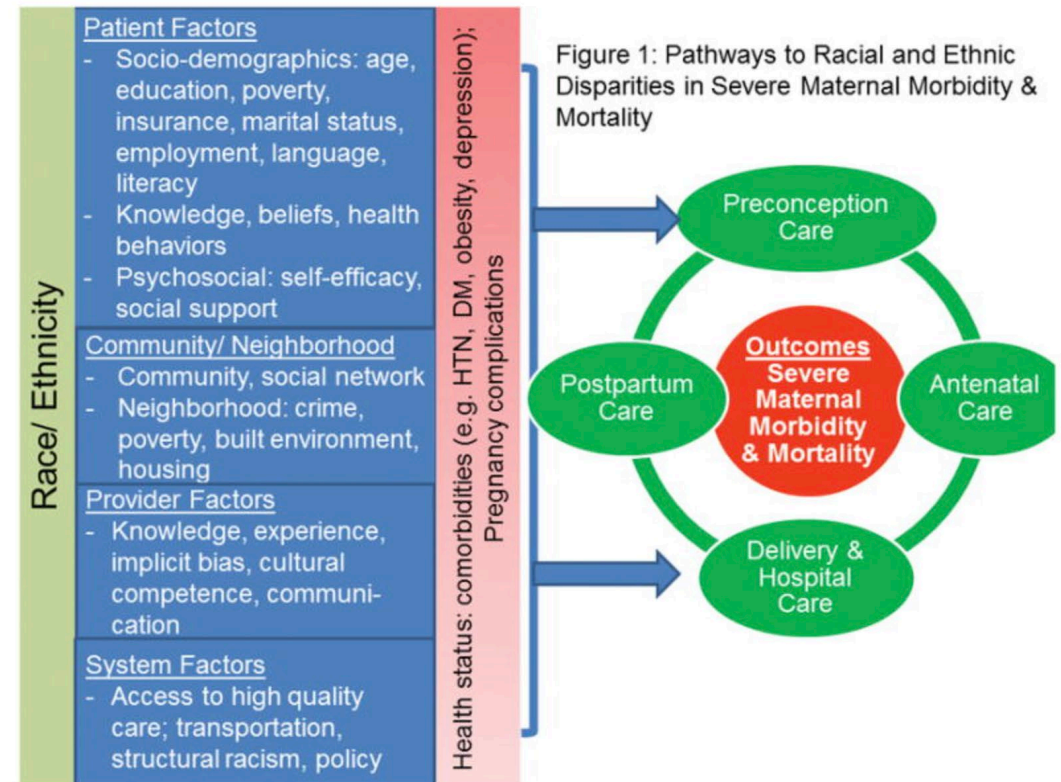 Race/ Ethnicity
Patient Factors
- Socio-demographics: age,
education, poverty,
insurance, marital status,
employment, language,
literacy
- Knowledge, beliefs, health
behaviors
- Psychosocial: self-efficacy,
social support
Community/ Neighborhood
- Community, social network
- Neighborhood: crime,
poverty, built environment,
housing
Provider Factors
- Knowledge, experience,
implicit bias, cultural
competence, communi-
cation
System Factors
- Access to high quality
care; transportation,
structural racism, policy
Health status: comorbidities (e.g. HTN, DM, obesity, depression);
Pregnancy complications
Figure 1: Pathways to Racial and Ethnic
Disparities in Severe Maternal Morbidity &
Mortality
Preconception
Care
Postpartum
Care
Outcomes
Severe
Maternal
Morbidity
& Mortality
Antenatal
Care
Delivery &
Hospital
Care